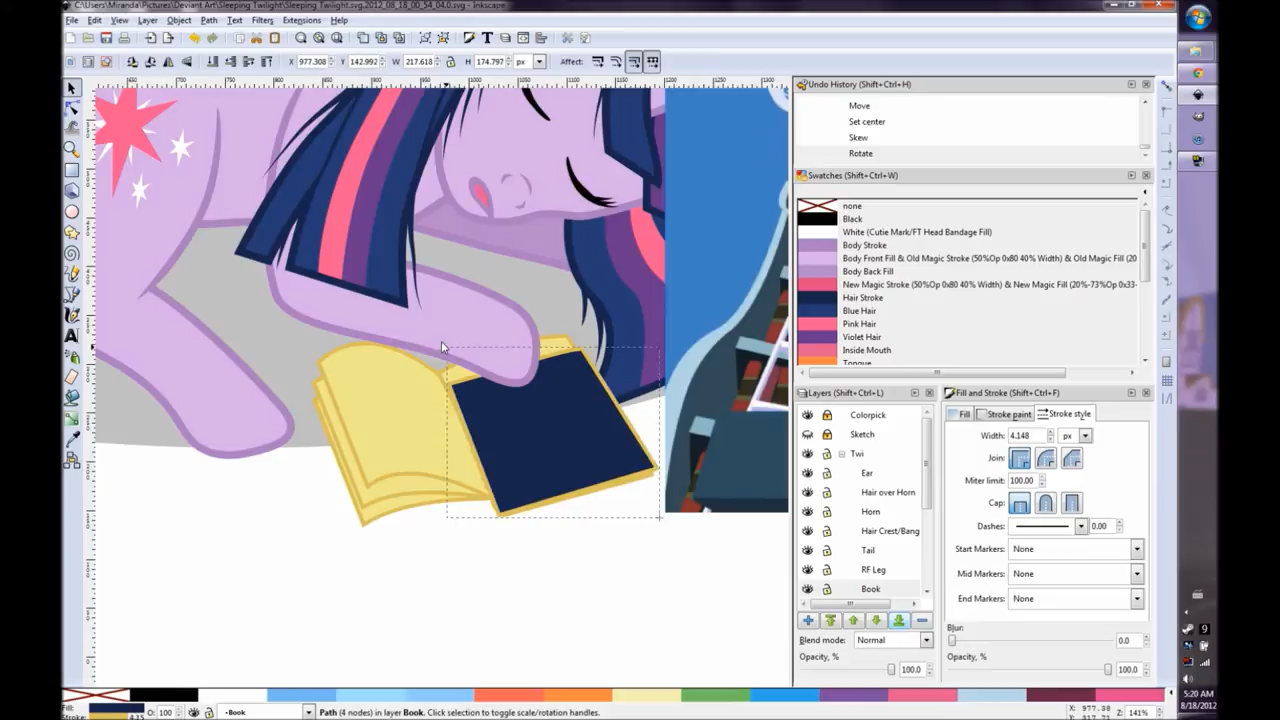 C:\Users\Miranda\Pictures\Deviant Art\Sleeping Twilight\Sleeping Twilight.svg.2012_08_18_00_54_04.0.svg - Inkscape
File Edit View Layer Object Path Text Filters Extensions Help
X 977.308 Y 142.992 W 217.618 H 174.797 px Affect:
Undo History (Shift+Ctrl+H)
Move
Set center
Skew
Rotate
Swatches (Shift+Ctrl+W)
none
Black
White (Cutie Mark/FT Head Bandage Fill)
Body Stroke
Body Front Fill & Old Magic Stroke (50%Op 0x80 40% Width) & Old Magic Fill (20
Body Back Fill
New Magic Stroke (50%Op 0x80 40% Width) & New Magic Fill (20%-73%Op 0x33-
Hair Stroke
Blue Hair
Pink Hair
Violet Hair
Inside Mouth
Tongue
Layers (Shift+Ctrl+L)
Colorpick
Sketch
Twi
Ear
Hair over Horn
Horn
Hair Crest/Bang
Tail
RF Leg
Book
Blend mode: Normal
Opacity, % 100.0
Fill and Stroke (Shift+Ctrl+F)
Fill Stroke paint Stroke style
Width: 4.148 px
Join:
Miter limit: 100.00
Cap:
Dashes: 0.00
Start Markers: None
Mid Markers: None
End Markers: None
Blur:
0.0
Opacity, %
100.0
Fill:
Stroke: 4.15
O: 100
Book
Path (4 nodes) in layer Book. Click selection to toggle scale/rotation handles.
X: 977.88
Z: 141%
9
5:20 AM
8/18/2012